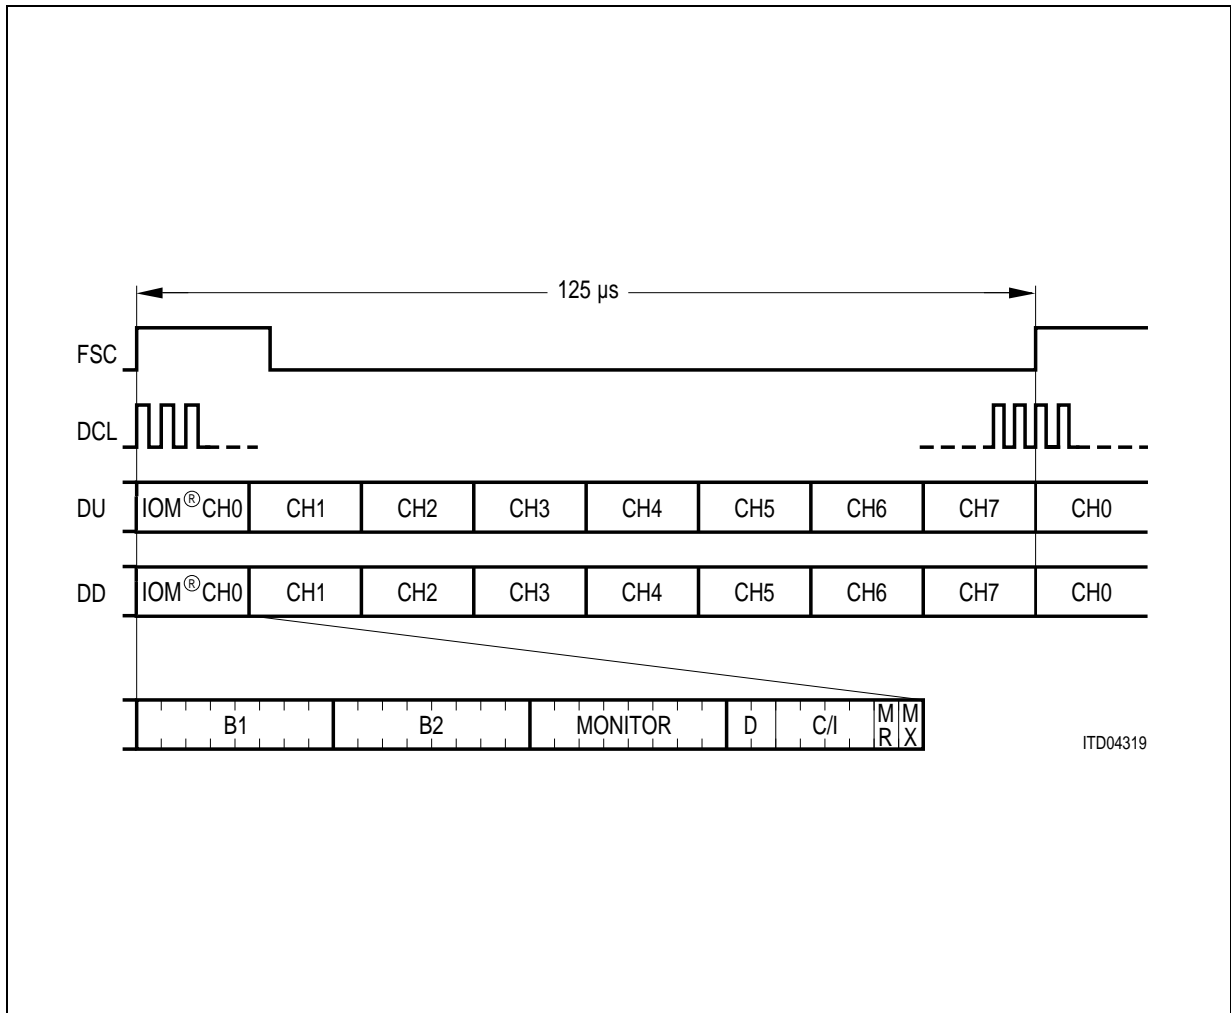 125 µs
FSC
DCL
DU IOM®CH0 CH1 CH2 CH3 CH4 CH5 CH6 CH7 CH0
DD IOM®CH0 CH1 CH2 CH3 CH4 CH5 CH6 CH7 CH0
B1 B2 MONITOR D C/I MR MX
ITD04319